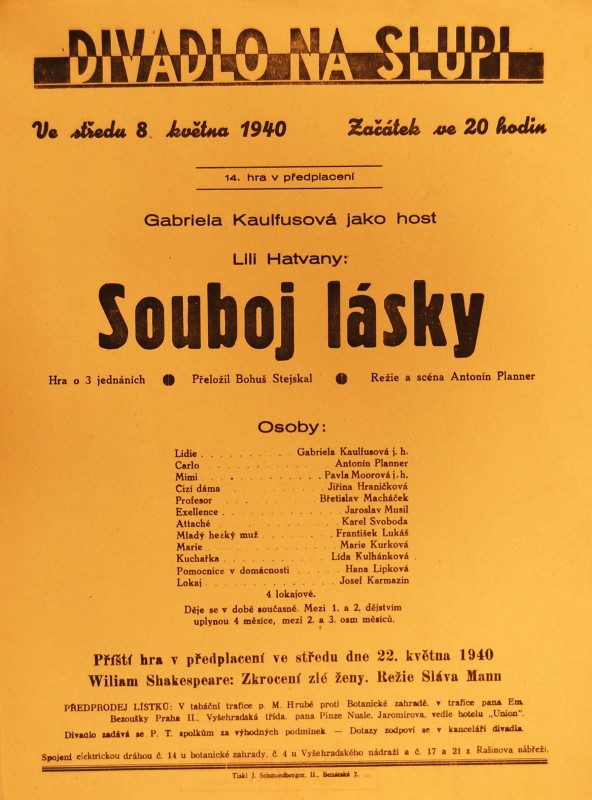 DIVADLO NA SLUPI
Ve středu 8. května 1940 Začátek ve 20 hodin
14. hra v předplacení
Gabriela Kaulfusová jako host
Lili Hatvany:
Souboj lásky
Hra o 3 jednáních Přeložil Bohuš Stejskal Režie a scéna Antonín Planner
Osoby:
Lidie . . . . . . . . . . Gabriela Kaulfusová j. h.
Carlo . . . . . . . . . . Antonín Planner
Mimi . . . . . . . . . . Pavla Moorová j. h.
Cizí dáma . . . . . . . . . . Jiřina Hraničková
Profesor . . . . . . . . . . Břetislav Macháček
Exellence . . . . . . . . . . Jaroslav Musil
Attaché . . . . . . . . . . Karel Svoboda
Mladý hezký muž . . . . . . . . František Lukáš
Marie . . . . . . . . . . Marie Kurková
Kuchařka . . . . . . . . . . Lída Kulhánková
Pomocnice v domácnosti . . . . . Hana Lipková
Lokaj . . . . . . . . . . Josef Karmazin
4 lokajové.
Děje se v době současné. Mezi 1. a 2. dějstvím
uplynou 4 měsíce, mezi 2. a 3. osm měsíců.
Příští hra v předplacení ve středu dne 22. května 1940
Wiliam Shakespeare: Zkrocení zlé ženy. Režie Sláva Mann
PŘEDPRODEJ LÍSTKŮ: V tabáční trafice p. M. Hrubé proti Botanické zahradě, v trafice pana Em.
Bezoušky Praha II., Vyšehradská třída, pana Pinze Nusle, Jaromírova, vedle hotelu „Union".
Divadlo zadává se P. T. spolkům za výhodných podmínek — Dotazy zodpoví se v kanceláři divadla.
Spojení elektrickou dráhou č. 14 u botanické zahrady, č. 4 u Vyšehradského nádraží a č. 17 a 21 z Rašínova nábřeží.
Tiskl J. Schmoedberger, II., Benátská 7.